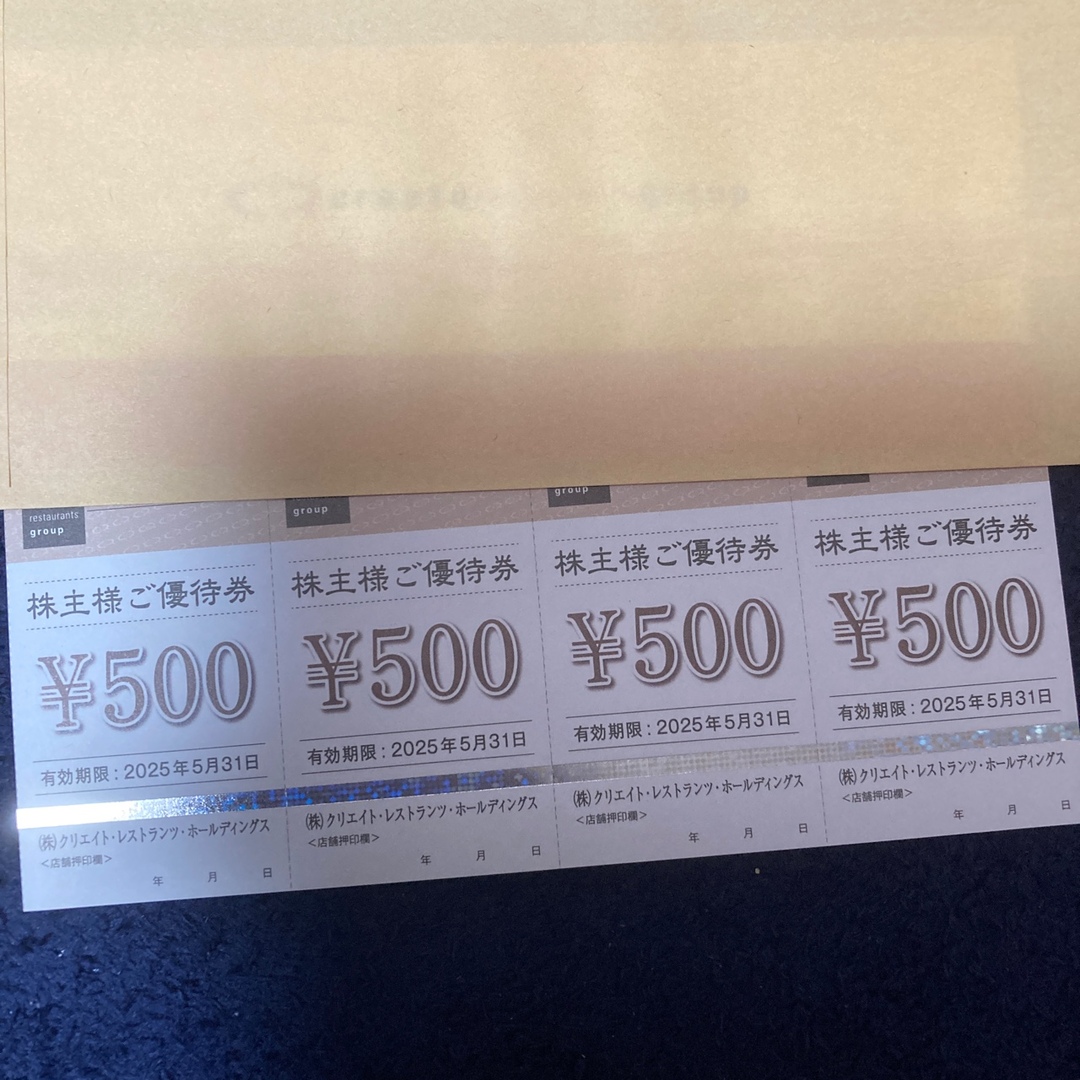 restaurants
group
株主様ご優待券
¥500
有効期限：2025年5月31日
(株)クリエイト・レストランツ・ホールディングス
<店舗押印欄>
年　月　日
group
株主様ご優待券
¥500
有効期限：2025年5月31日
(株)クリエイト・レストランツ・ホールディングス
<店舗押印欄>
年　月　日
group
株主様ご優待券
¥500
有効期限：2025年5月31日
(株)クリエイト・レストランツ・ホールディングス
<店舗押印欄>
年　月　日
株主様ご優待券
¥500
有効期限：2025年5月31日
(株)クリエイト・レストランツ・ホールディングス
<店舗押印欄>
年　月　日